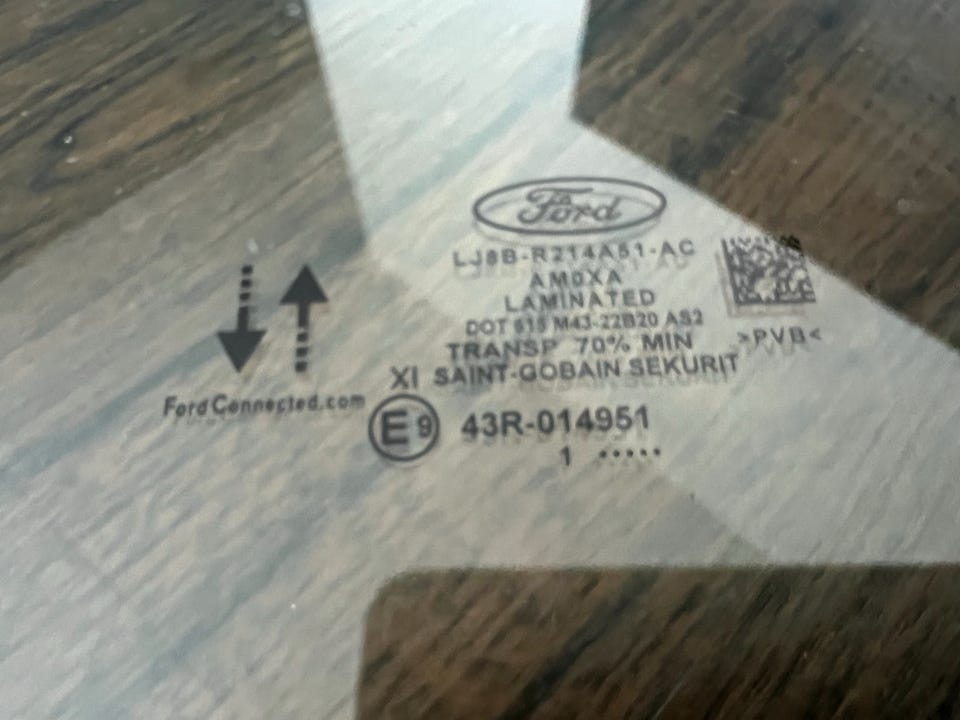 Ford
LJ8B-R214A51-AC
AM0XA
LAMINATED
DOT 615 M43-22B20 AS2
TRANSP 70% MIN
>PVB<
XI SAINT-GOBAIN SEKURIT
FordConnected.com
E9 43R-014951
1 .....